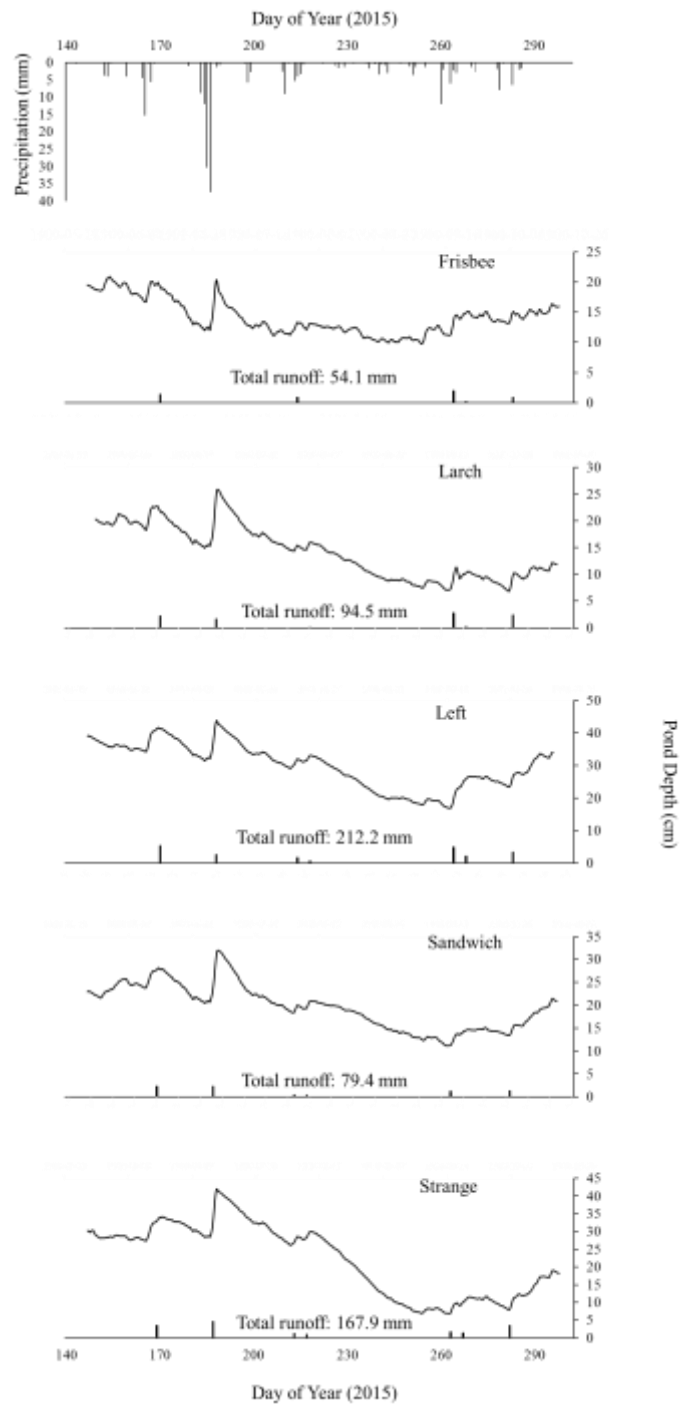 Day of Year (2015)
140 170 200 230 260 290
Precipitation (mm)
0
5
10
15
20
25
30
35
40
Frisbee
25
20
15
10
5
0
Total runoff: 54.1 mm
Larch
30
25
20
15
10
5
0
Total runoff: 94.5 mm
Left
50
40
30
20
10
0
Total runoff: 212.2 mm
Pond Depth (cm)
Sandwich
35
30
25
20
15
10
5
0
Total runoff: 79.4 mm
Strange
45
40
35
30
25
20
15
10
5
0
Total runoff: 167.9 mm
140 170 200 230 260 290
Day of Year (2015)